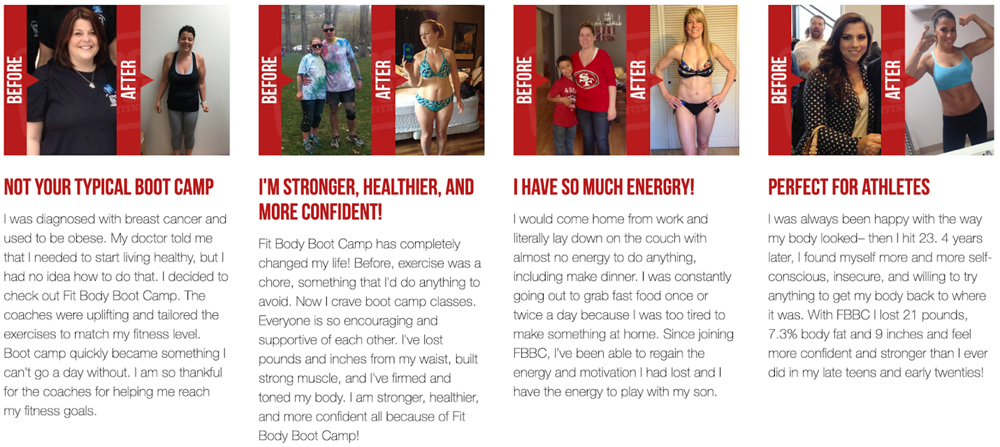 BEFORE
AFTER
BEFORE
AFTER
BEFORE
49
SF
AFTER
BEFORE
AFTER
NOT YOUR TYPICAL BOOT CAMP
I was diagnosed with breast cancer and
used to be obese. My doctor told me
that I needed to start living healthy, but I
had no idea how to do that. I decided to
check out Fit Body Boot Camp. The
coaches were uplifting and tailored the
exercises to match my fitness level.
Boot camp quickly became something I
can't go a day without. I am so thankful
for the coaches for helping me reach
my fitness goals.
I'M STRONGER, HEALTHIER, AND
MORE CONFIDENT!
Fit Body Boot Camp has completely
changed my life! Before, exercise was a
chore, something that I'd do anything to
avoid. Now I crave boot camp classes.
Everyone is so encouraging and
supportive of each other. I've lost
pounds and inches from my waist, built
strong muscle, and I've firmed and
toned my body. I am stronger, healthier,
and more confident all because of Fit
Body Boot Camp!
I HAVE SO MUCH ENERGRY!
I would come home from work and
literally lay down on the couch with
almost no energy to do anything,
including make dinner. I was constantly
going out to grab fast food once or
twice a day because I was too tired to
make something at home. Since joining
FBBC, I've been able to regain the
energy and motivation I had lost and I
have the energy to play with my son.
PERFECT FOR ATHLETES
I was always been happy with the way
my body looked– then I hit 23. 4 years
later, I found myself more and more self-
conscious, insecure, and willing to try
anything to get my body back to where
it was. With FBBC I lost 21 pounds,
7.3% body fat and 9 inches and feel
more confident and stronger than I ever
did in my late teens and early twenties!